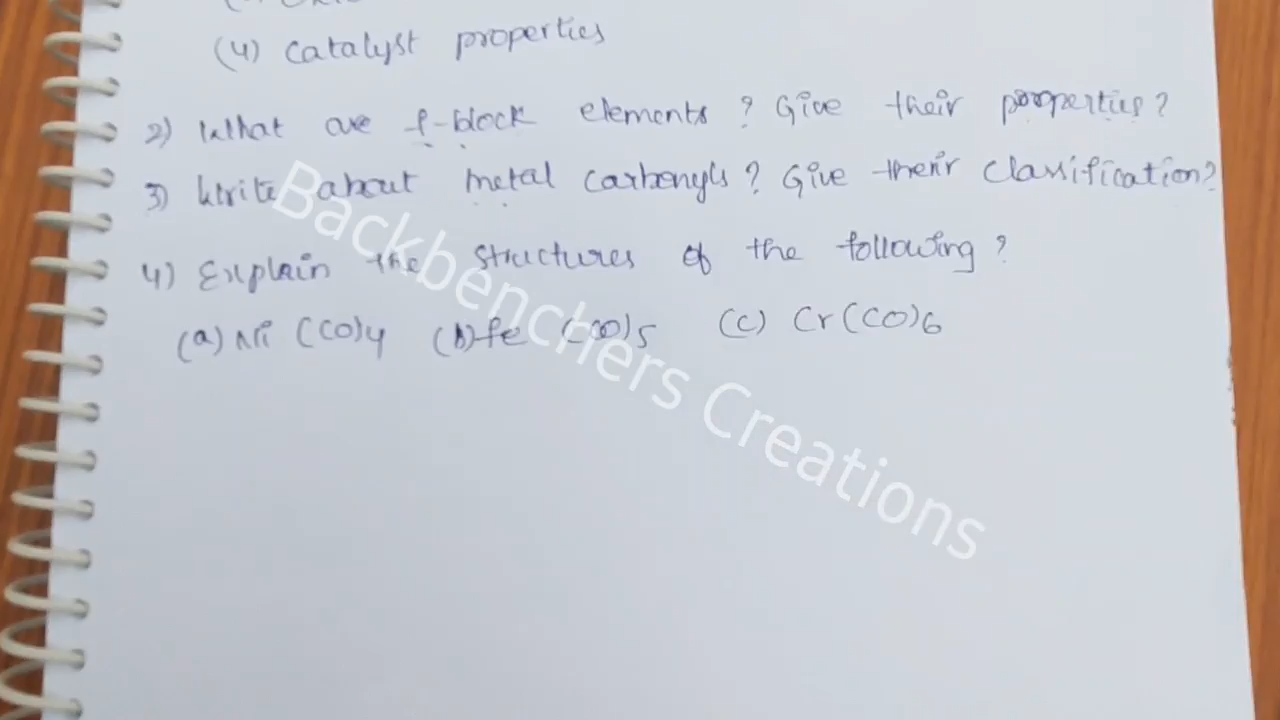 (4) Catalyst properties
2) What are f-block elements? Give their properties?
3) Write about metal carbonyls? Give their classification?
4) Explain the structures of the following?
(a) Ni (CO)4 (b) Fe (CO)5 (c) Cr(CO)6
Backbenchers Creations